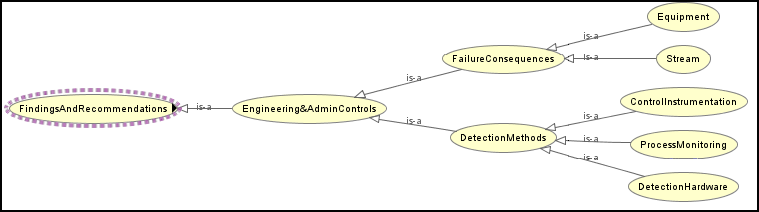 Equipment
is-a
FailureConsequences
is-a
Stream
is-a
FindingsAndRecommendations
is-a
Engineering&AdminControls
ControlInstrumentation
is-a
is-a
DetectionMethods
is-a
ProcessMonitoring
is-a
DetectionHardware